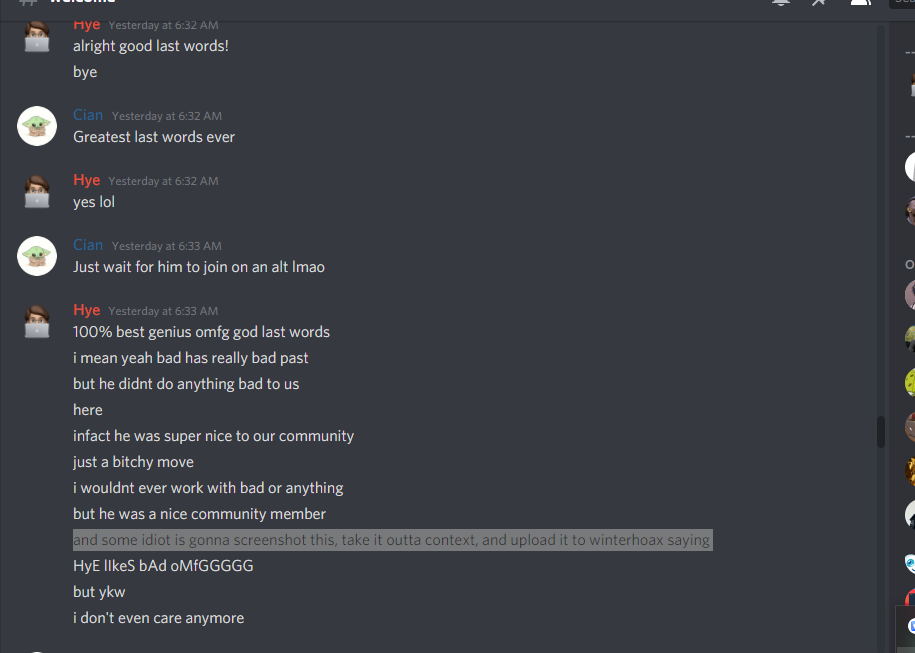 Hye Yesterday at 6:32 AM
alright good last words!
bye
Cian Yesterday at 6:32 AM
Greatest last words ever
Hye Yesterday at 6:32 AM
yes lol
Cian Yesterday at 6:33 AM
Just wait for him to join on an alt lmao
Hye Yesterday at 6:33 AM
100% best genius omfg god last words
i mean yeah bad has really bad past
but he didnt do anything bad to us
here
infact he was super nice to our community
just a bitchy move
i wouldnt ever work with bad or anything
but he was a nice community member
and some idiot is gonna screenshot this, take it outta context, and upload it to winterhoax saying
HyE lIkeS bAd oMfGGGGG
but ykw
i don't even care anymore